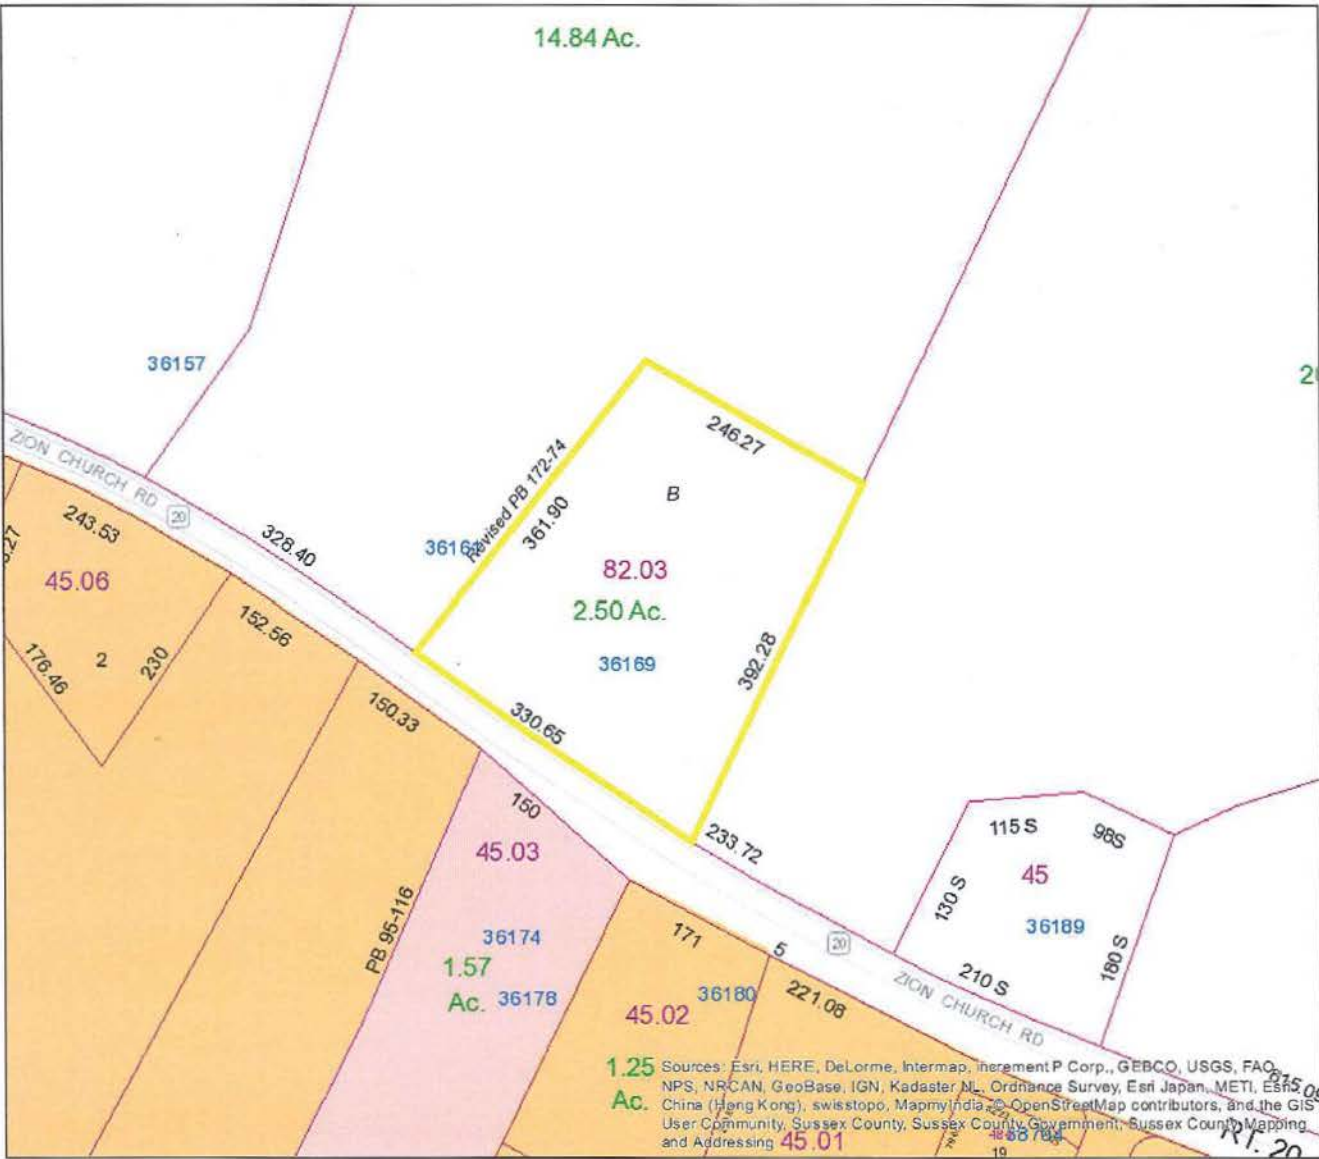 14.84 Ac.
36157
20
ZION CHURCH RD
20
243.53
328.40
45.06
2
230
176.46
152.56
150.33
Revised PB 172-74
361.90
246.27
B
82.03
2.50 Ac.
36169
392.28
330.65
233.72
150
45.03
PB 95-116
36174
1.57
Ac.
36178
171
5
45.02
36180
221.08
20
ZION CHURCH RD
115 S
98S
45
130 S
36189
180 S
210 S
1.25
Ac.
Sources: Esri, HERE, DeLorme, Intermap, increment P Corp., GEBCO, USGS, FAO,
NPS, NRCAN, GeoBase, IGN, Kadaster NL, Ordnance Survey, Esri Japan, METI, Esri
China (Hong Kong), swisstopo, MapmyIndia, © OpenStreetMap contributors, and the GIS
User Community, Sussex County, Sussex County Government, Sussex County Mapping
and Addressing
45.01
19
RT. 20